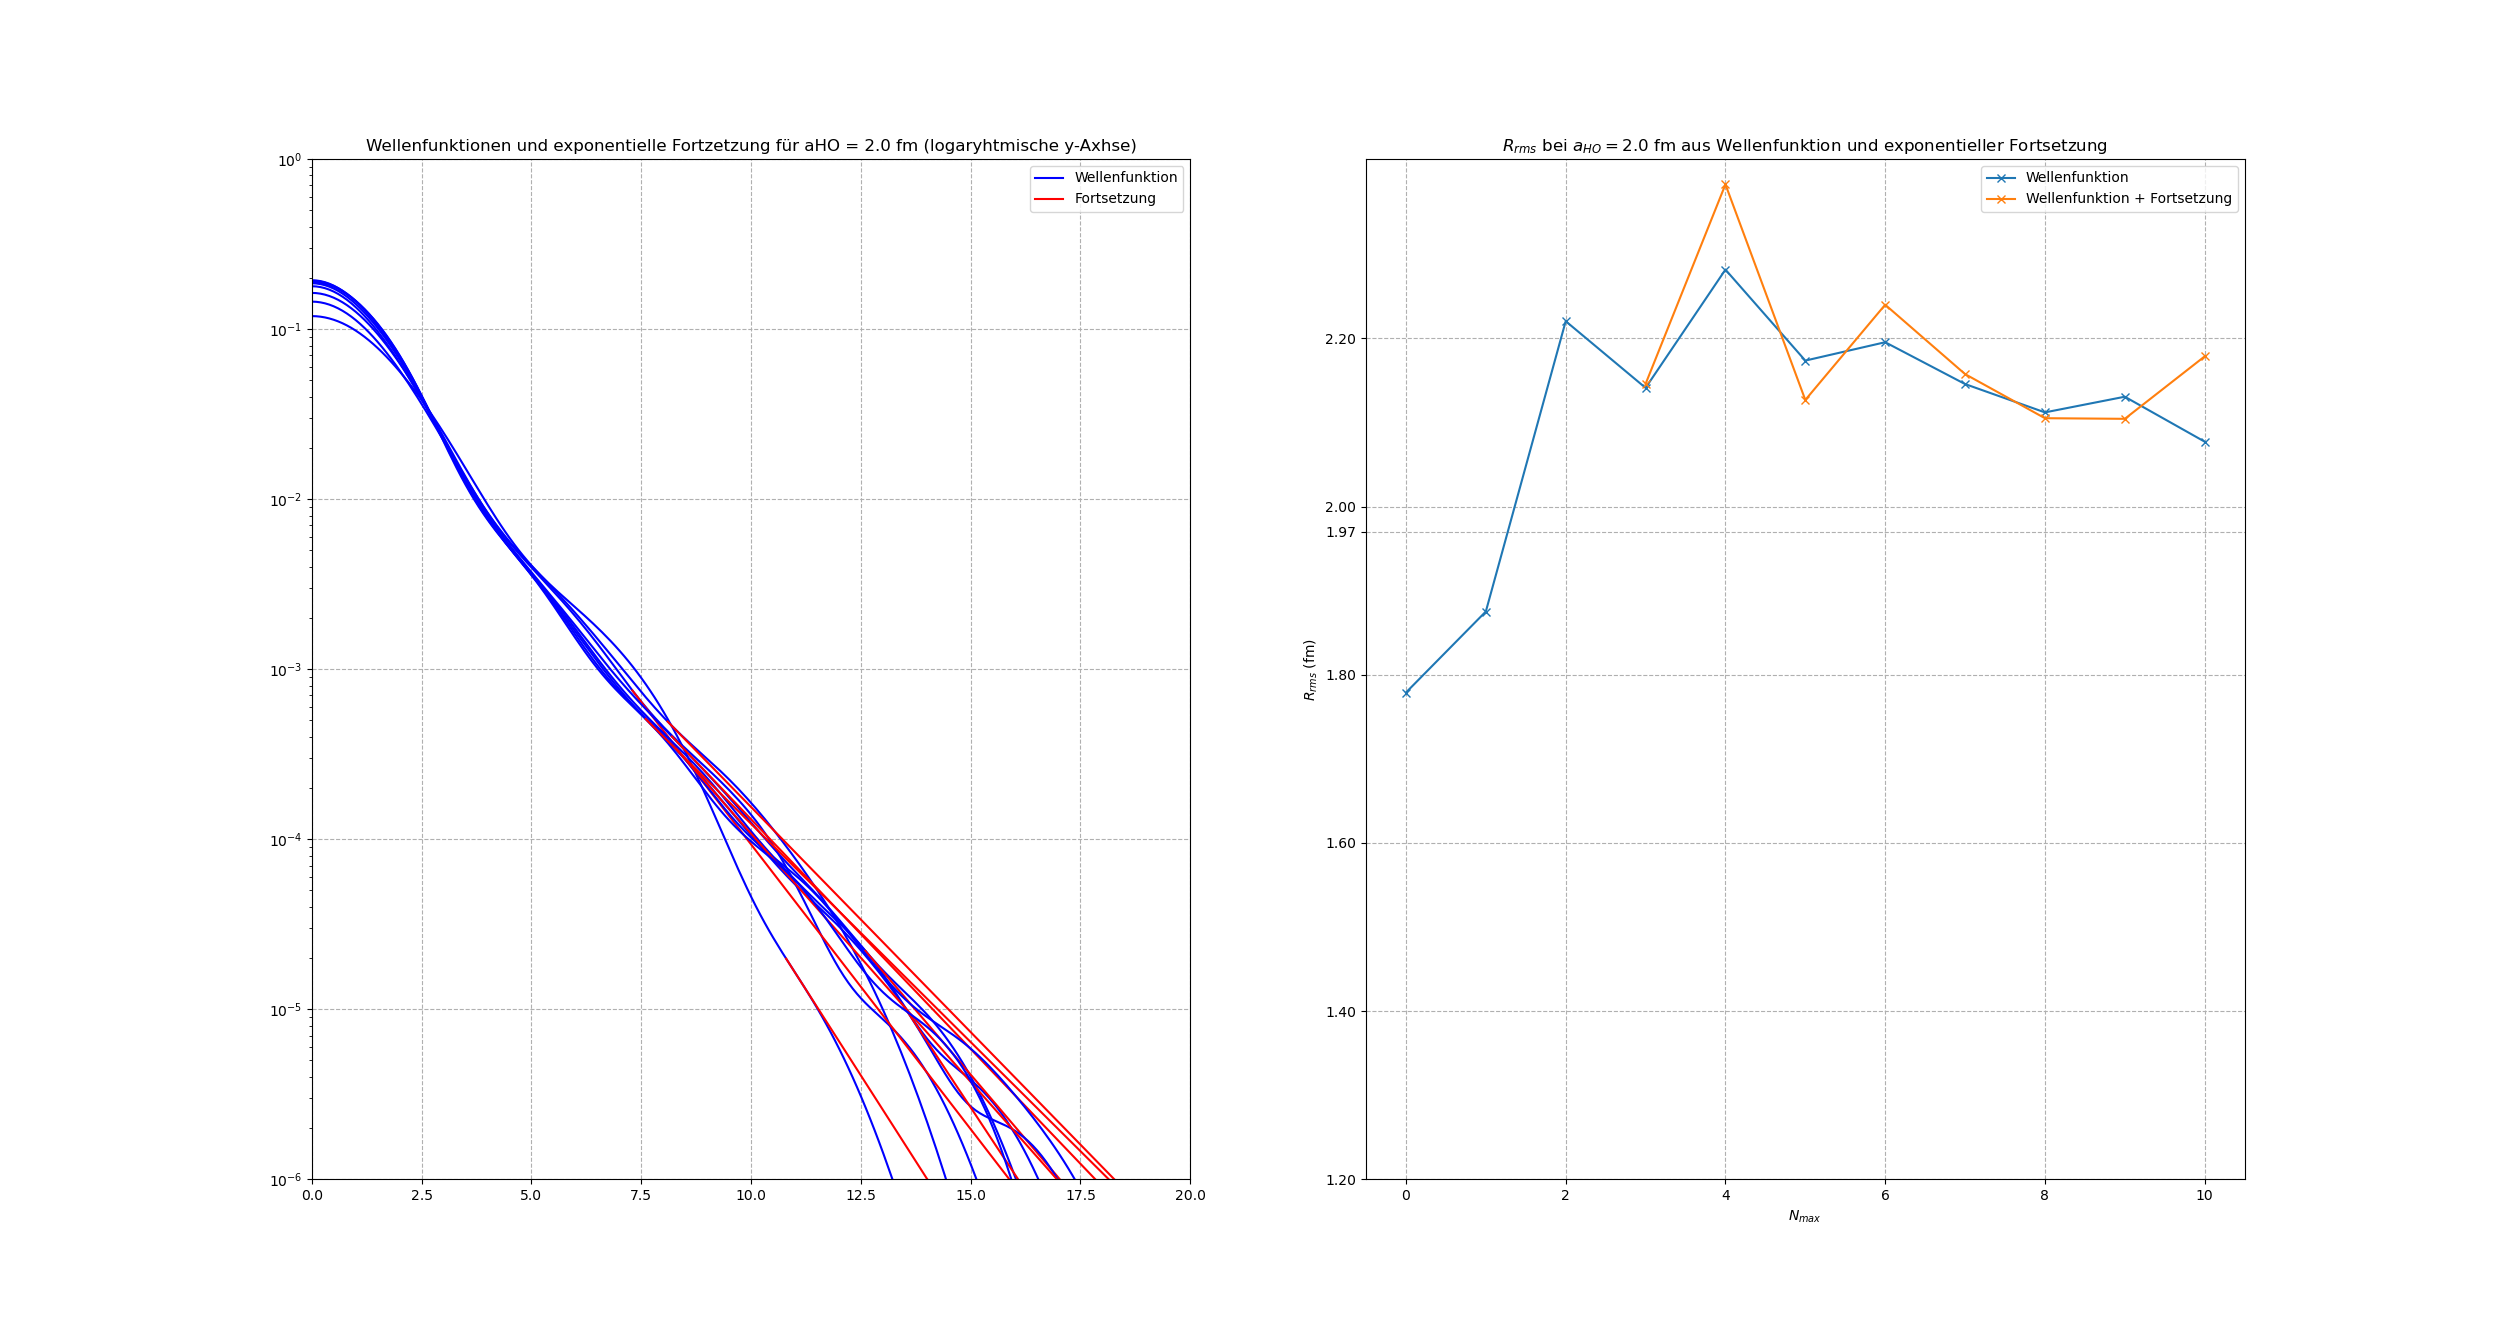 Wellenfunktionen und exponentielle Fortzetzung für aHO = 2.0 fm (logaryhtmische y-Axhse)
10⁰
10⁻¹
10⁻²
10⁻³
10⁻⁴
10⁻⁵
10⁻⁶
0.0 2.5 5.0 7.5 10.0 12.5 15.0 17.5 20.0
Wellenfunktion
Fortsetzung
R_rms bei a_HO = 2.0 fm aus Wellenfunktion und exponentieller Fortsetzung
Wellenfunktion
Wellenfunktion + Fortsetzung
R_rms (fm)
2.20
2.00
1.97
1.80
1.60
1.40
1.20
0 2 4 6 8 10
N_max